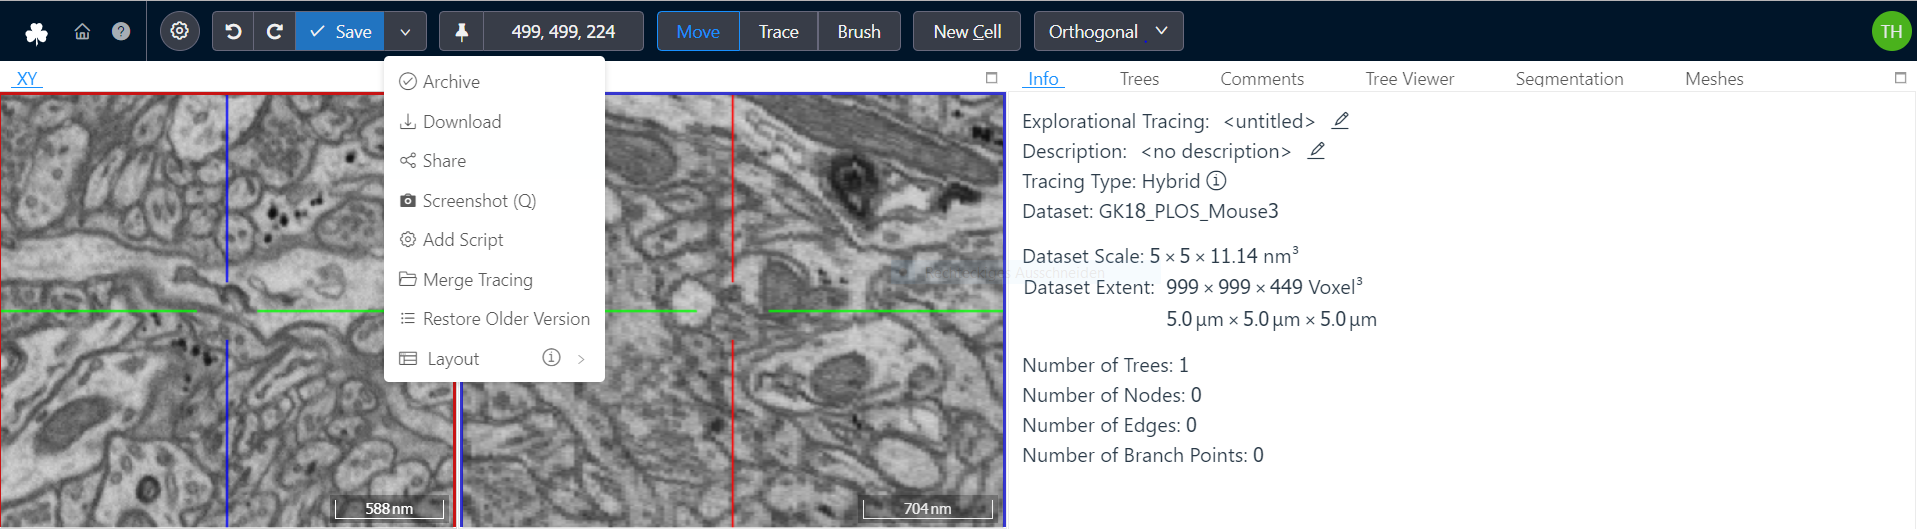 ? Save 499, 499, 224 Move Trace Brush New Cell Orthogonal TH
XY Info Trees Comments Tree Viewer Segmentation Meshes
Archive
Download
Share
Screenshot (Q)
Add Script
Merge Tracing
Restore Older Version
Layout
588 nm
704 nm
Explorational Tracing: <untitled>
Description: <no description>
Tracing Type: Hybrid
Dataset: GK18_PLOS_Mouse3
Dataset Scale: 5 × 5 × 11.14 nm³
Dataset Extent: 999 × 999 × 449 Voxel³
5.0 µm × 5.0 µm × 5.0 µm
Number of Trees: 1
Number of Nodes: 0
Number of Edges: 0
Number of Branch Points: 0
Ausschneiden